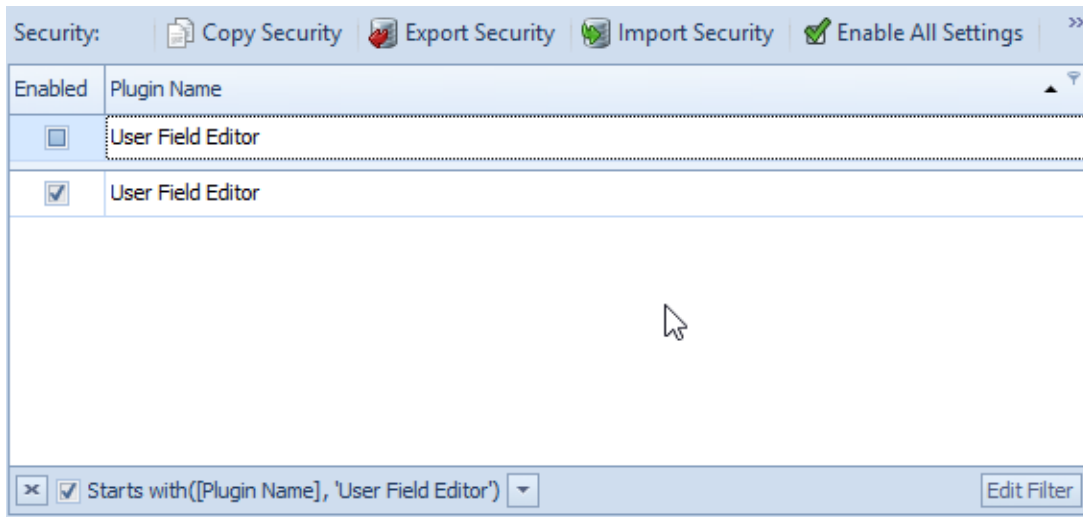 Security: Copy Security Export Security Import Security Enable All Settings »
Enabled Plugin Name
User Field Editor
User Field Editor
Starts with([Plugin Name], 'User Field Editor') Edit Filter